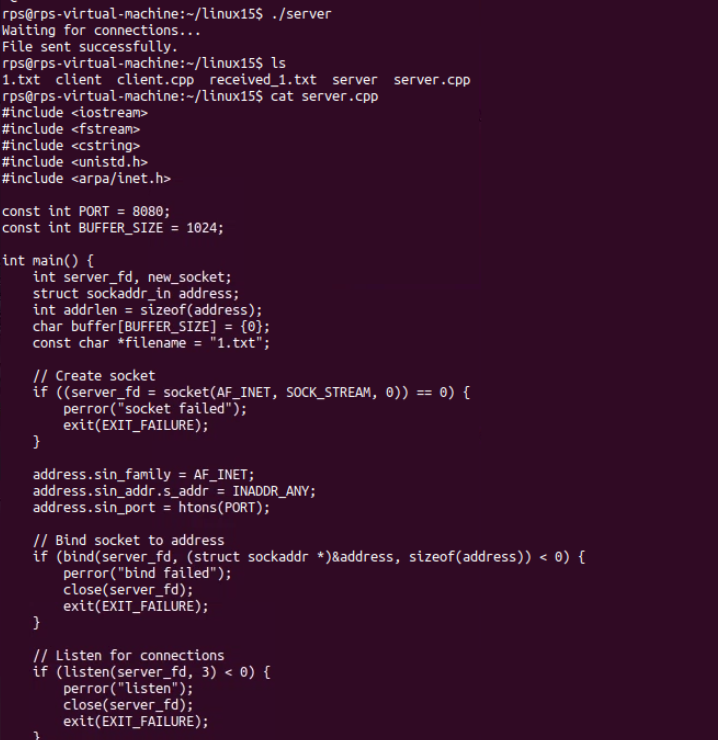 rps@rps-virtual-machine:~/linux15$ ./server
Waiting for connections...
File sent successfully.
rps@rps-virtual-machine:~/linux15$ ls
1.txt  client  client.cpp  received_1.txt  server  server.cpp
rps@rps-virtual-machine:~/linux15$ cat server.cpp
#include <iostream>
#include <fstream>
#include <cstring>
#include <unistd.h>
#include <arpa/inet.h>

const int PORT = 8080;
const int BUFFER_SIZE = 1024;

int main() {
    int server_fd, new_socket;
    struct sockaddr_in address;
    int addrlen = sizeof(address);
    char buffer[BUFFER_SIZE] = {0};
    const char *filename = "1.txt";

    // Create socket
    if ((server_fd = socket(AF_INET, SOCK_STREAM, 0)) == 0) {
        perror("socket failed");
        exit(EXIT_FAILURE);
    }

    address.sin_family = AF_INET;
    address.sin_addr.s_addr = INADDR_ANY;
    address.sin_port = htons(PORT);

    // Bind socket to address
    if (bind(server_fd, (struct sockaddr *)&address, sizeof(address)) < 0) {
        perror("bind failed");
        close(server_fd);
        exit(EXIT_FAILURE);
    }

    // Listen for connections
    if (listen(server_fd, 3) < 0) {
        perror("listen");
        close(server_fd);
        exit(EXIT_FAILURE);
    }